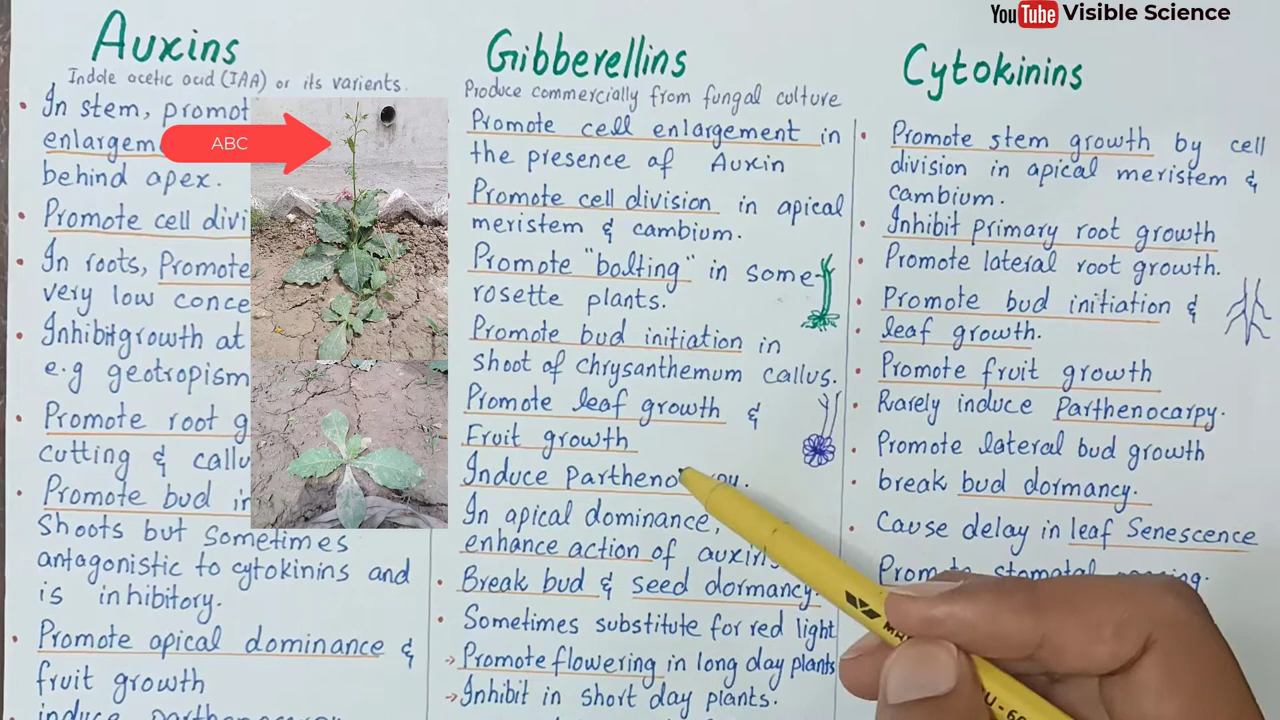 YouTube Visible Science
Auxins
Indole acetic acid (IAA) or its varients.
In stem, promot
enlargem
behind apex.
Promote cell divi
In roots, Promote
very low conce
Inhibit growth at
e.g geotropism
Promote root g
cutting & callu
Promote bud in
shoots but sometimes
antagonistic to cytokinins and
is inhibitory.
Promote apical dominance &
fruit growth
induce parthenocarpy
ABC
Gibberellins
Produce commercially from fungal culture
Promote cell enlargement in
the presence of Auxin
Promote cell division in apical
meristem & cambium.
Promote "bolting" in some
rosette plants.
Promote bud initiation in
shoot of chrysanthemum callus.
Promote leaf growth &
Fruit growth
Induce Partheno
In apical dominance,
enhance action of auxin
Break bud & seed dormancy.
Sometimes substitute for red light
→ Promote flowering in long day plants
→ Inhibit in short day plants.
Cytokinins
Promote stem growth by cell
division in apical meristem &
cambium.
Inhibit primary root growth
Promote lateral root growth.
Promote bud initiation &
leaf growth.
Promote fruit growth
Rarely induce Parthenocarpy.
Promote lateral bud growth
break bud dormancy.
Cause delay in leaf Senescence
Promote stomatal